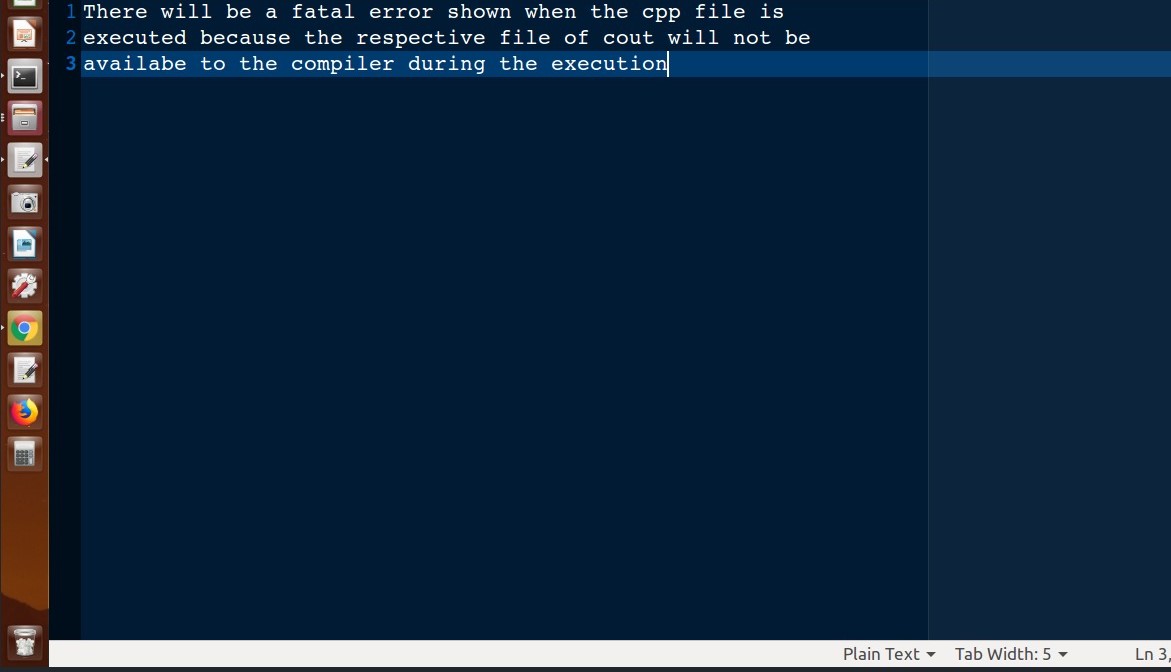 1 There will be a fatal error shown when the cpp file is
2 executed because the respective file of cout will not be
3 availabe to the compiler during the execution
Plain Text Tab Width: 5 Ln 3,